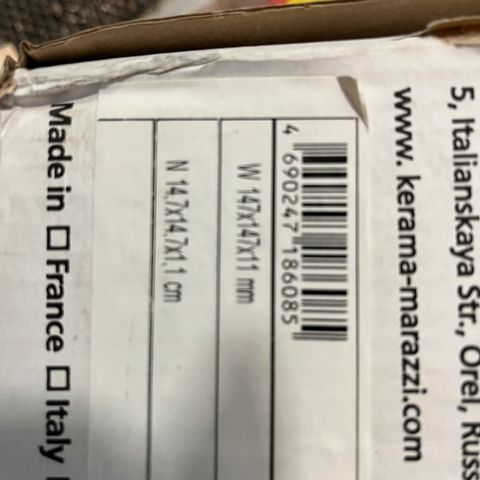 5, Italianskaya Str., Orel, Russ
www. kerama-marazzi.com
4 690247 186085
W 147x147x11 mm
N 14,7x14,7x1,1 cm
Made in ☐ France ☐ Italy